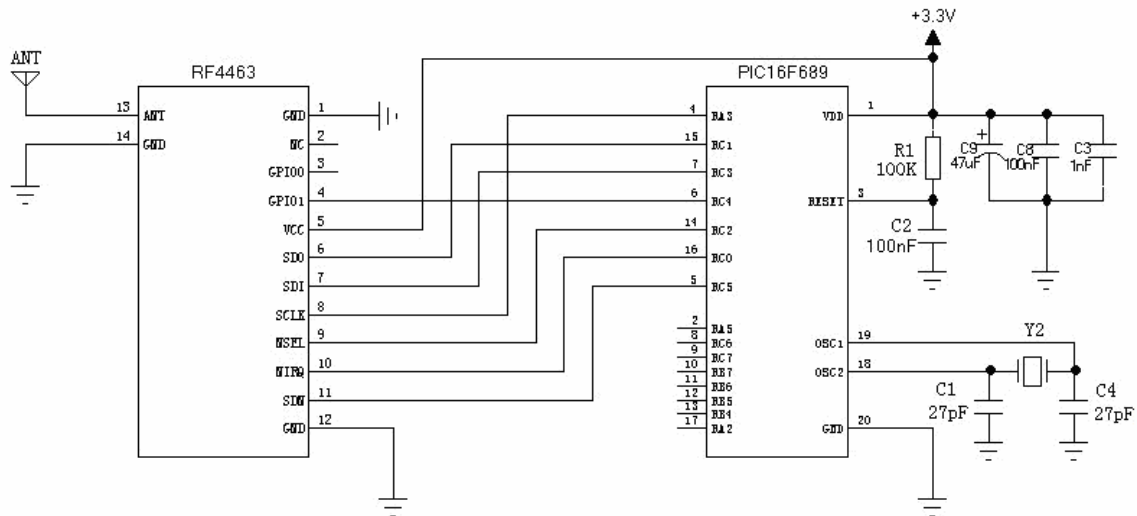 +3.3V
ANT
RF4463
PIC16F689
13 ANT
14 GND
GND 1
NC 2
GPIO0 3
GPIO1 4
VCC 5
SDO 6
SDI 7
SCLK 8
NSEL 9
NIRQ 10
SDN 11
GND 12
4 RA3
15 RC1
7 RC3
6 RC4
14 RC2
16 RC0
5 RC5
2 RA5
8 RC6
9 RC7
10 RB7
11 RB6
12 RB5
13 RB4
17 RA2
VDD 1
RESET 3
OSC1 19
OSC2 18
GND 20
R1
100K
C2
100nF
+
C9
47uF
C8
100nF
C3
1nF
Y2
C1
27pF
C4
27pF